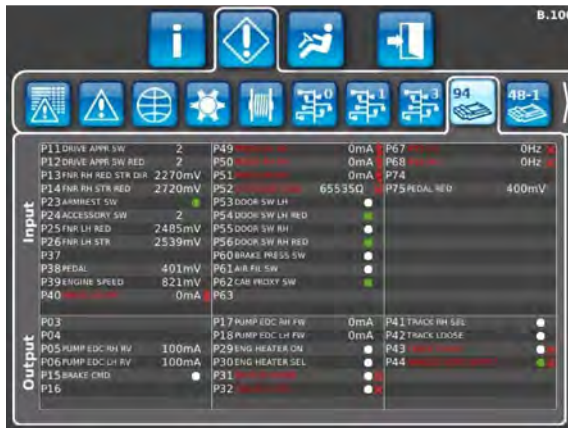 B.100
0
1
3
94
48-1
Input
P11 DRIVE APPR SW 2
P12 DRIVE APPR SW RED 2
P13 FNR RH RED STR DIR 2270mV
P14 FNR RH STR RED 2720mV
P23 ARMREST SW
P24 ACCESSORY SW 2
P25 FNR LH RED 2485mV
P26 FNR LH STR 2539mV
P37
P38 PEDAL 401mV
P39 ENGINE SPEED 821mV
P40 0mA
P49 0mA
P50 0mA
P51 0mA
P52 65535Ω
P53 DOOR SW LH
P54 DOOR SW LH RED
P55 DOOR SW RH
P56 DOOR SW RH RED
P60 BRAKE PRESS SW
P61 AIR FIL SW
P62 CAB PROXY SW
P63
P67 0Hz
P68 0Hz
P74
P75 PEDAL RED 400mV
Output
P03
P04
P05 PUMP EDC RH RV 100mA
P06 PUMP EDC LH RV 100mA
P15 BRAKE CMD
P16
P17 PUMP EDC RH FW 0mA
P18 PUMP EDC LH FW 0mA
P29 ENG HEATER ON
P30 ENG HEATER SEL
P31
P32
P41 TRACK RH SEL
P42 TRACK LOOSE
P43
P44